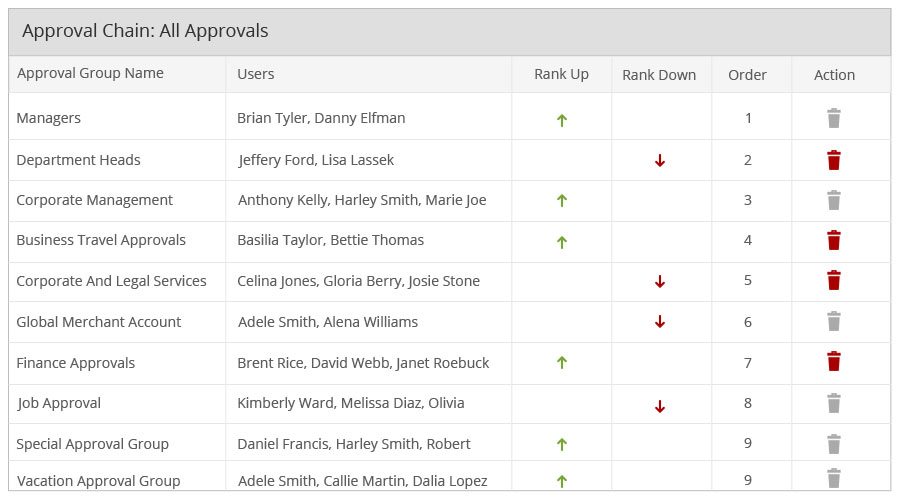 Approval Chain: All Approvals
Approval Group Name Users Rank Up Rank Down Order Action
Managers Brian Tyler, Danny Elfman 1
Department Heads Jeffery Ford, Lisa Lassek 2
Corporate Management Anthony Kelly, Harley Smith, Marie Joe 3
Business Travel Approvals Basilia Taylor, Bettie Thomas 4
Corporate And Legal Services Celina Jones, Gloria Berry, Josie Stone 5
Global Merchant Account Adele Smith, Alena Williams 6
Finance Approvals Brent Rice, David Webb, Janet Roebuck 7
Job Approval Kimberly Ward, Melissa Diaz, Olivia 8
Special Approval Group Daniel Francis, Harley Smith, Robert 9
Vacation Approval Group Adele Smith, Callie Martin, Dalia Lopez 9